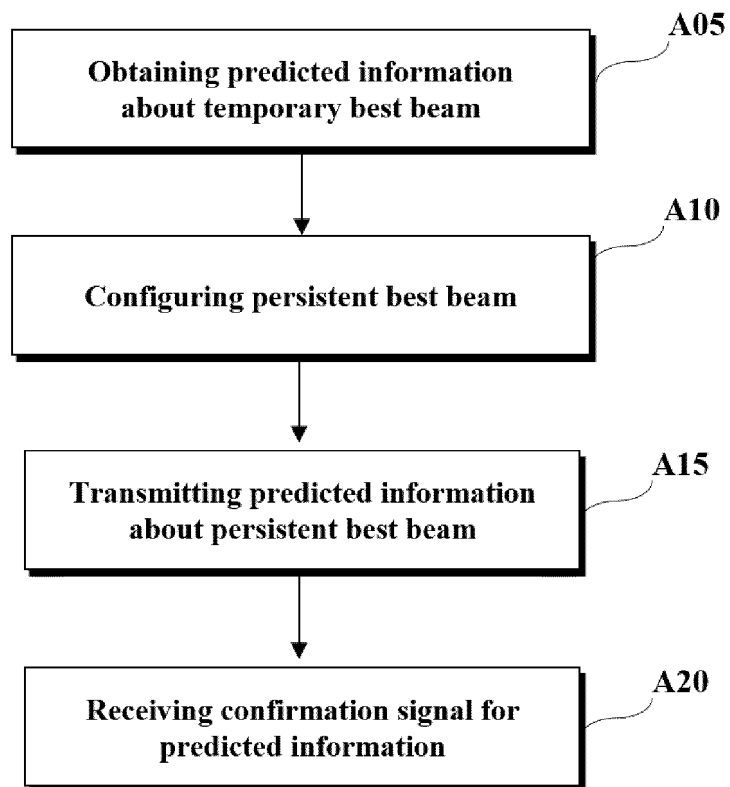 A05
Obtaining predicted information
about temporary best beam
A10
Configuring persistent best beam
A15
Transmitting predicted information
about persistent best beam
A20
Receiving confirmation signal for
predicted information